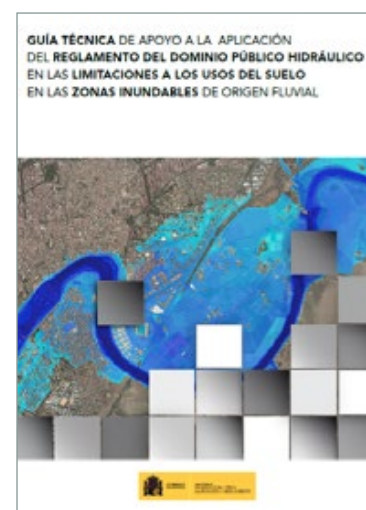 GUÍA TÉCNICA DE APOYO A LA APLICACIÓN
DEL REGLAMENTO DEL DOMINIO PÚBLICO HIDRÁULICO
EN LAS LIMITACIONES A LOS USOS DEL SUELO
EN LAS ZONAS INUNDABLES DE ORIGEN FLUVIAL